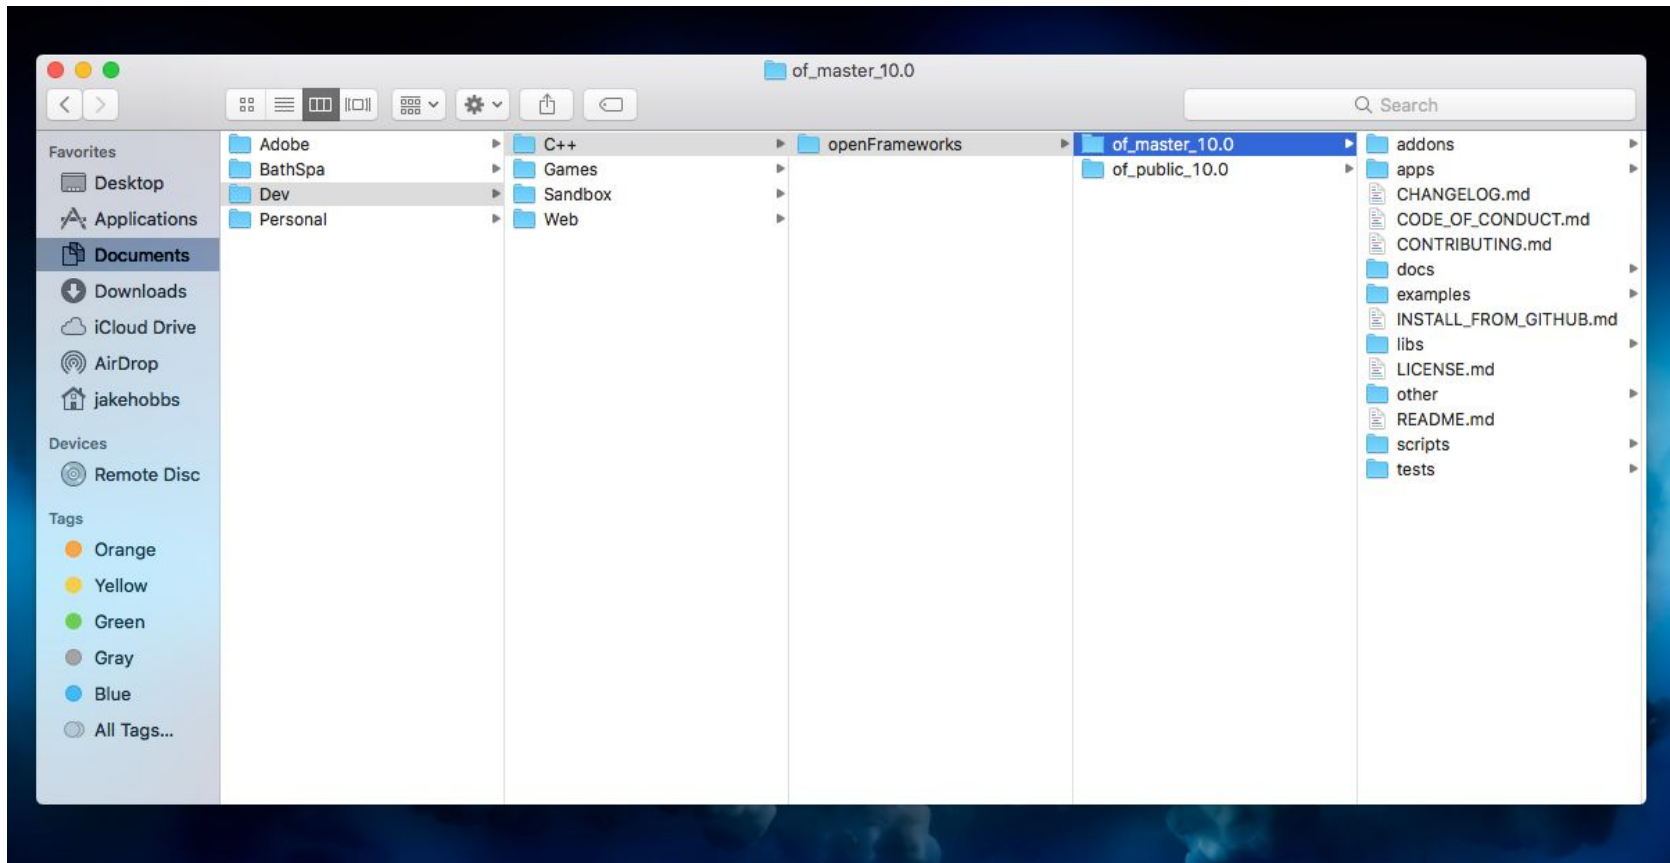 of_master_10.0
Search
Favorites
Desktop
Applications
Documents
Downloads
iCloud Drive
AirDrop
jakehobbs
Devices
Remote Disc
Tags
Orange
Yellow
Green
Gray
Blue
All Tags...
Adobe
BathSpa
Dev
Personal
C++
Games
Sandbox
Web
openFrameworks
of_master_10.0
of_public_10.0
addons
apps
CHANGELOG.md
CODE_OF_CONDUCT.md
CONTRIBUTING.md
docs
examples
INSTALL_FROM_GITHUB.md
libs
LICENSE.md
other
README.md
scripts
tests